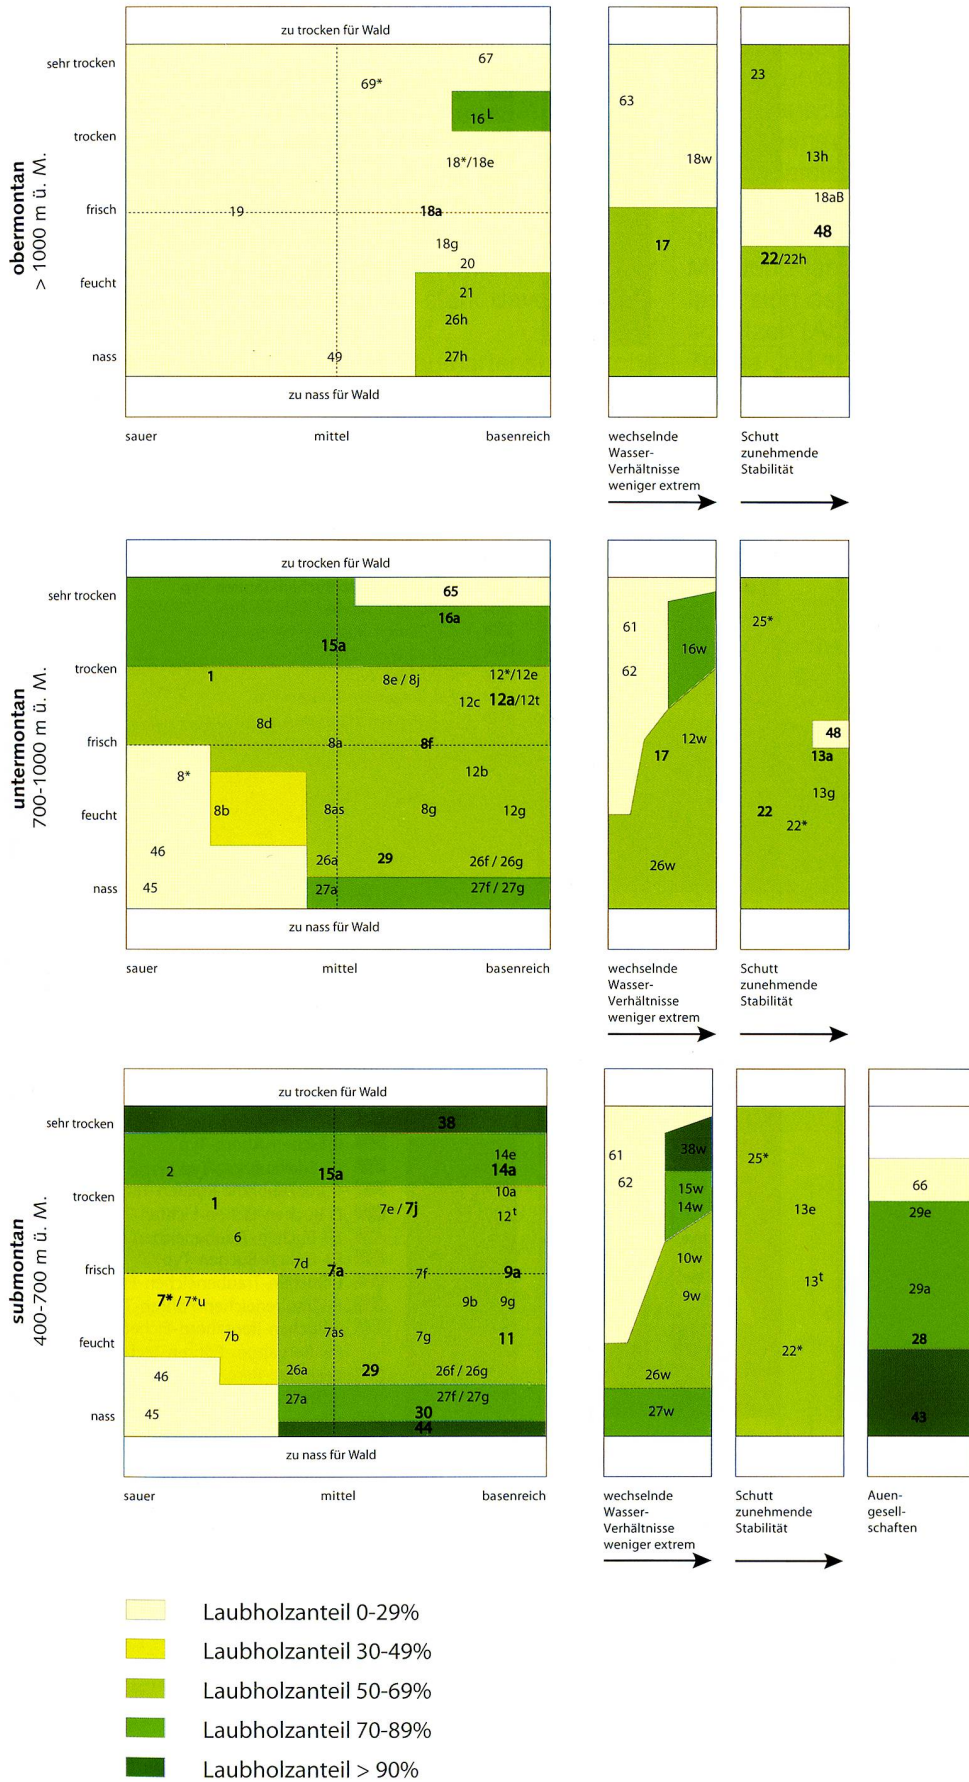 obermontan
> 1000 m ü. M.
zu trocken für Wald
sehr trocken
67
69*
16 L
trocken
18*/18e
frisch
19
18a
18g
20
feucht
21
26h
nass
49
27h
zu nass für Wald
sauer
mittel
basenreich
63
18w
17
wechselnde
Wasser-
Verhältnisse
weniger extrem
23
13h
18aB
48
22/22h
Schutt
zunehmende
Stabilität
untermontan
700-1000 m ü. M.
zu trocken für Wald
sehr trocken
65
16a
15a
trocken
1
8e / 8j
12*/12e
12c
12a/12t
8d
frisch
8a
8f
8*
12b
feucht
8b
8as
8g
12g
46
26a
29
26f / 26g
nass
45
27a
27f / 27g
zu nass für Wald
sauer
mittel
basenreich
61
16w
62
12w
17
26w
wechselnde
Wasser-
Verhältnisse
weniger extrem
25*
48
13a
13g
22
22*
Schutt
zunehmende
Stabilität
submontan
400-700 m ü. M.
zu trocken für Wald
sehr trocken
38
14e
2
15a
14a
trocken
10a
1
7e / 7j
12t
6
frisch
7d
7a
7f
9a
7* / 7*u
9b
9g
feucht
7b
7as
7g
11
46
26a
29
26f / 26g
27a
27f / 27g
nass
45
30
44
zu nass für Wald
sauer
mittel
basenreich
61
38w
62
15w
14w
10w
9w
26w
27w
wechselnde
Wasser-
Verhältnisse
weniger extrem
25*
13e
13t
22*
Schutt
zunehmende
Stabilität
66
29e
29a
28
43
Auen-
gesell-
schaften
Laubholzanteil 0-29%
Laubholzanteil 30-49%
Laubholzanteil 50-69%
Laubholzanteil 70-89%
Laubholzanteil > 90%